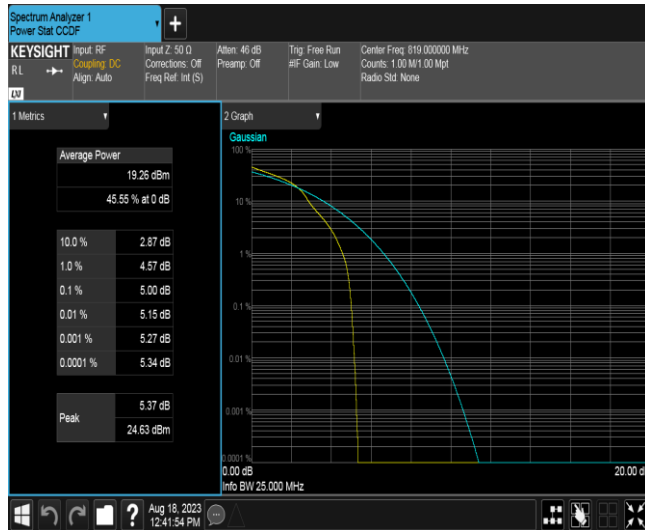 Spectrum Analyzer 1
Power Stat CCDF
+
KEYSIGHT
RL
LXI
Input: RF
Coupling: DC
Align: Auto
Input Z: 50 Ω
Corrections: Off
Freq Ref: Int (S)
Atten: 46 dB
Preamp: Off
Trig: Free Run
#IF Gain: Low
Center Freq: 819.000000 MHz
Counts: 1.00 M/1.00 Mpt
Radio Std: None
1 Metrics
Average Power
19.26 dBm
45.55 % at 0 dB
10.0 % 2.87 dB
1.0 % 4.57 dB
0.1 % 5.00 dB
0.01 % 5.15 dB
0.001 % 5.27 dB
0.0001 % 5.34 dB
Peak 5.37 dB
24.63 dBm
2 Graph
Gaussian
100 %
10 %
1 %
0.1 %
0.01 %
0.001 %
0.0001 %
0.00 dB
20.00 d
Info BW 25.000 MHz
?
Aug 18, 2023
12:41:54 PM